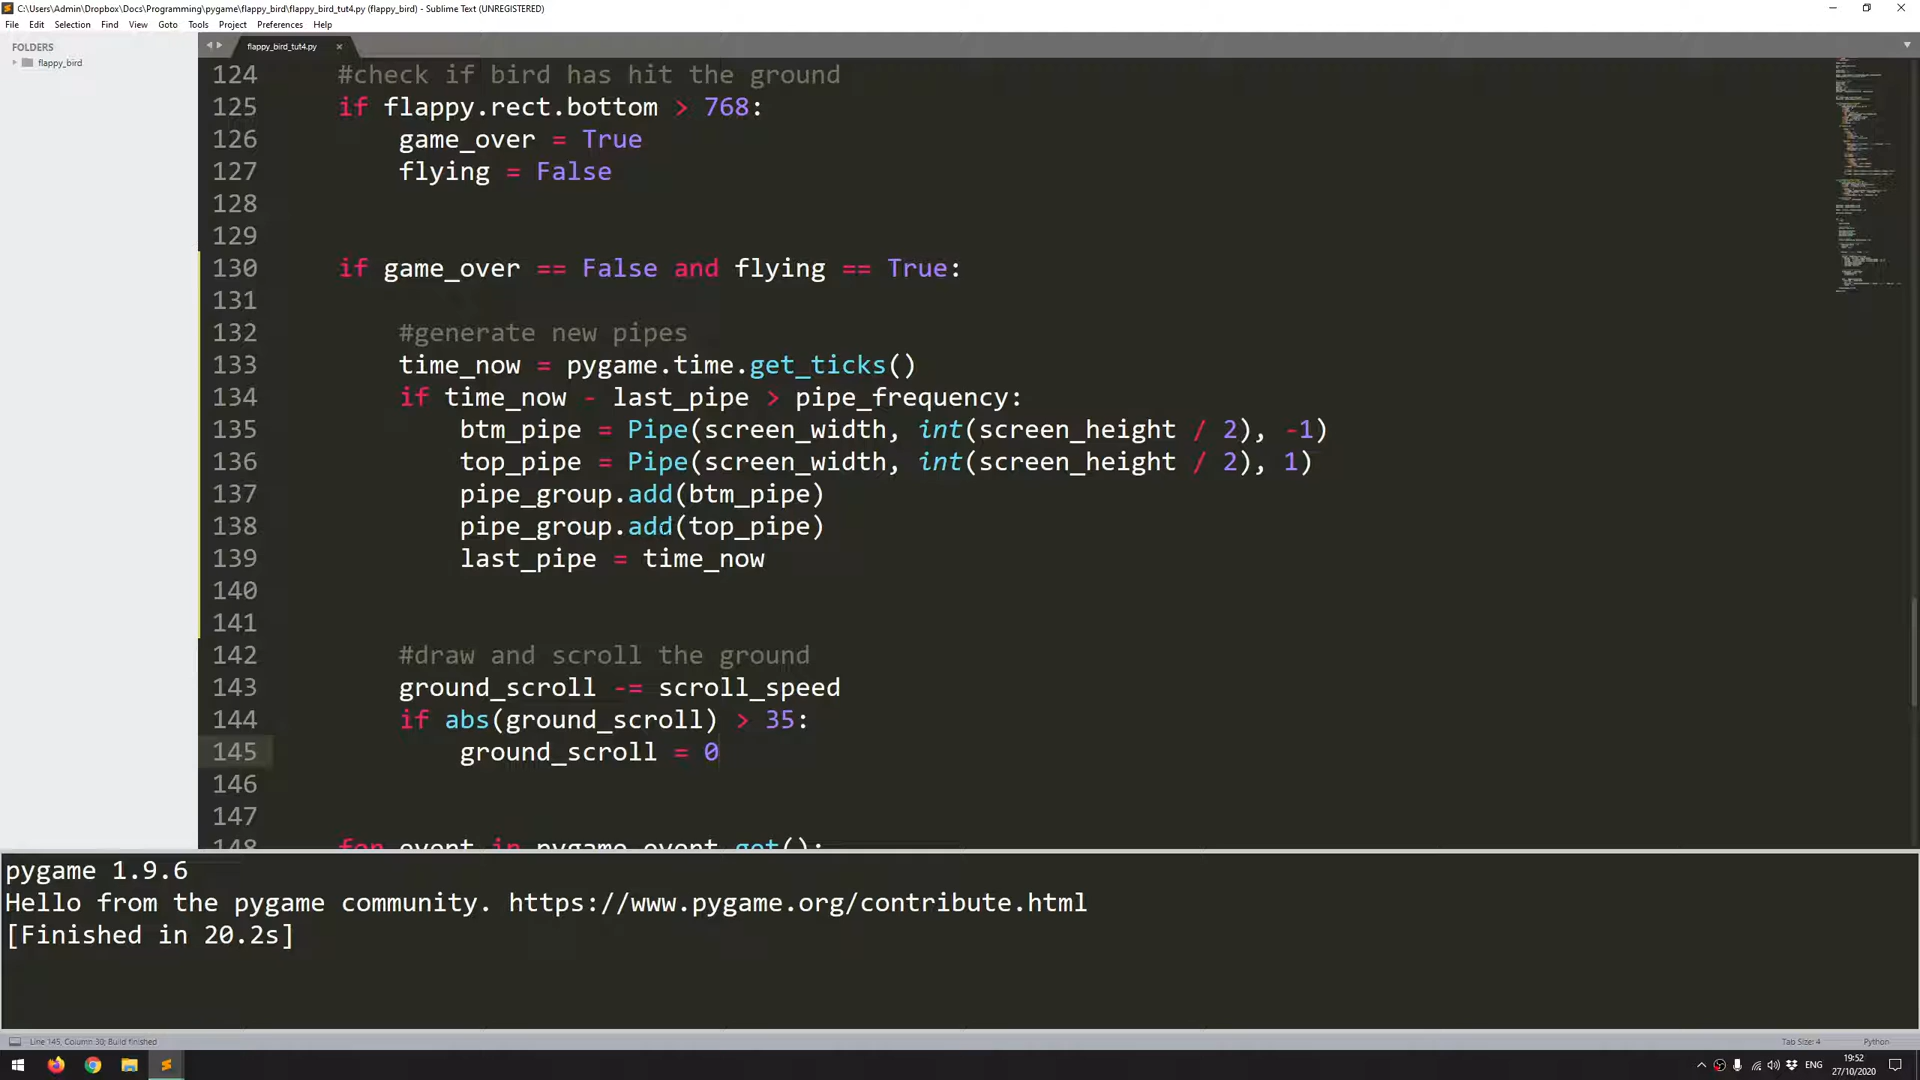 C:\Users\Admin\Dropbox\Docs\Programming\pygame\flappy_bird\flappy_bird_tut4.py (flappy_bird) - Sublime Text (UNREGISTERED)
File Edit Selection Find View Goto Tools Project Preferences Help
FOLDERS
flappy_bird
flappy_bird_tut4.py
124 #check if bird has hit the ground
125 if flappy.rect.bottom > 768:
126 game_over = True
127 flying = False
128
129
130 if game_over == False and flying == True:
131
132 #generate new pipes
133 time_now = pygame.time.get_ticks()
134 if time_now - last_pipe > pipe_frequency:
135 btm_pipe = Pipe(screen_width, int(screen_height / 2), -1)
136 top_pipe = Pipe(screen_width, int(screen_height / 2), 1)
137 pipe_group.add(btm_pipe)
138 pipe_group.add(top_pipe)
139 last_pipe = time_now
140
141
142 #draw and scroll the ground
143 ground_scroll -= scroll_speed
144 if abs(ground_scroll) > 35:
145 ground_scroll = 0
146
147
148 for event in pygame.event.get():
pygame 1.9.6
Hello from the pygame community. https://www.pygame.org/contribute.html
[Finished in 20.2s]
Line 145, Column 30; Build finished
Tab Size: 4
Python
ENG
19:52
27/10/2020